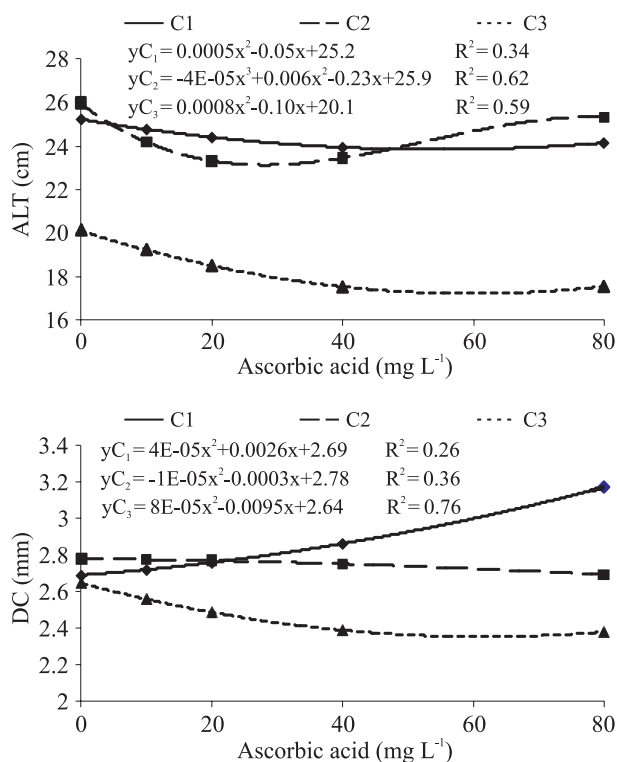 C1 C2 C3
yC₁ = 0.0005x²-0.05x+25.2 R² = 0.34
yC₂ = -4E-05x³+0.006x²-0.23x+25.9 R² = 0.62
yC₃ = 0.0008x²-0.10x+20.1 R² = 0.59
28
26
24
22
20
18
16
ALT (cm)
0 20 40 60 80
Ascorbic acid (mg L⁻¹)
C1 C2 C3
yC₁ = 4E-05x²+0.0026x+2.69 R² = 0.26
yC₂ = -1E-05x²-0.0003x+2.78 R² = 0.36
yC₃ = 8E-05x²-0.0095x+2.64 R² = 0.76
3.4
3.2
3
2.8
2.6
2.4
2.2
2
DC (mm)
0 20 40 60 80
Ascorbic acid (mg L⁻¹)